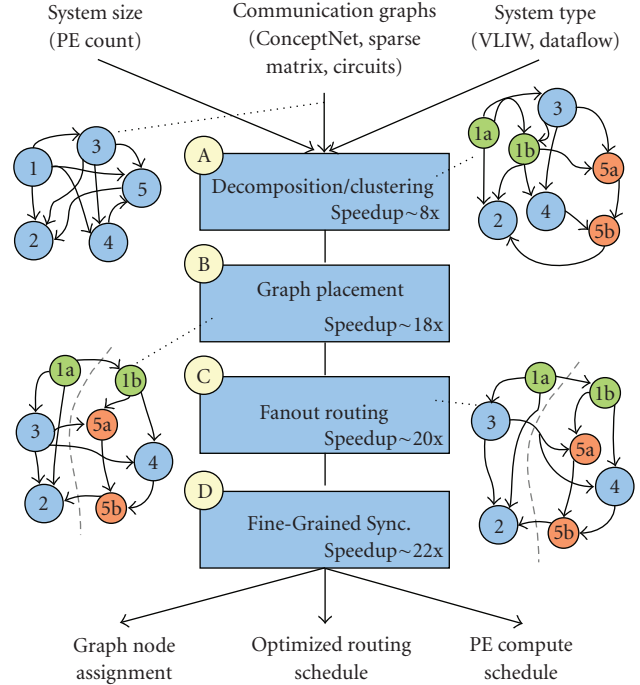 System size
(PE count)
Communication graphs
(ConceptNet, sparse
matrix, circuits)
System type
(VLIW, dataflow)
1
3
5
2
4
A
Decomposition/clustering
Speedup~8x
1a
3
1b
5a
2
4
5b
B
Graph placement
Speedup~18x
1a
1b
3
5a
4
2
5b
C
Fanout routing
Speedup~20x
1a
1b
3
5a
4
2
5b
D
Fine-Grained Sync.
Speedup~22x
Graph node
assignment
Optimized routing
schedule
PE compute
schedule